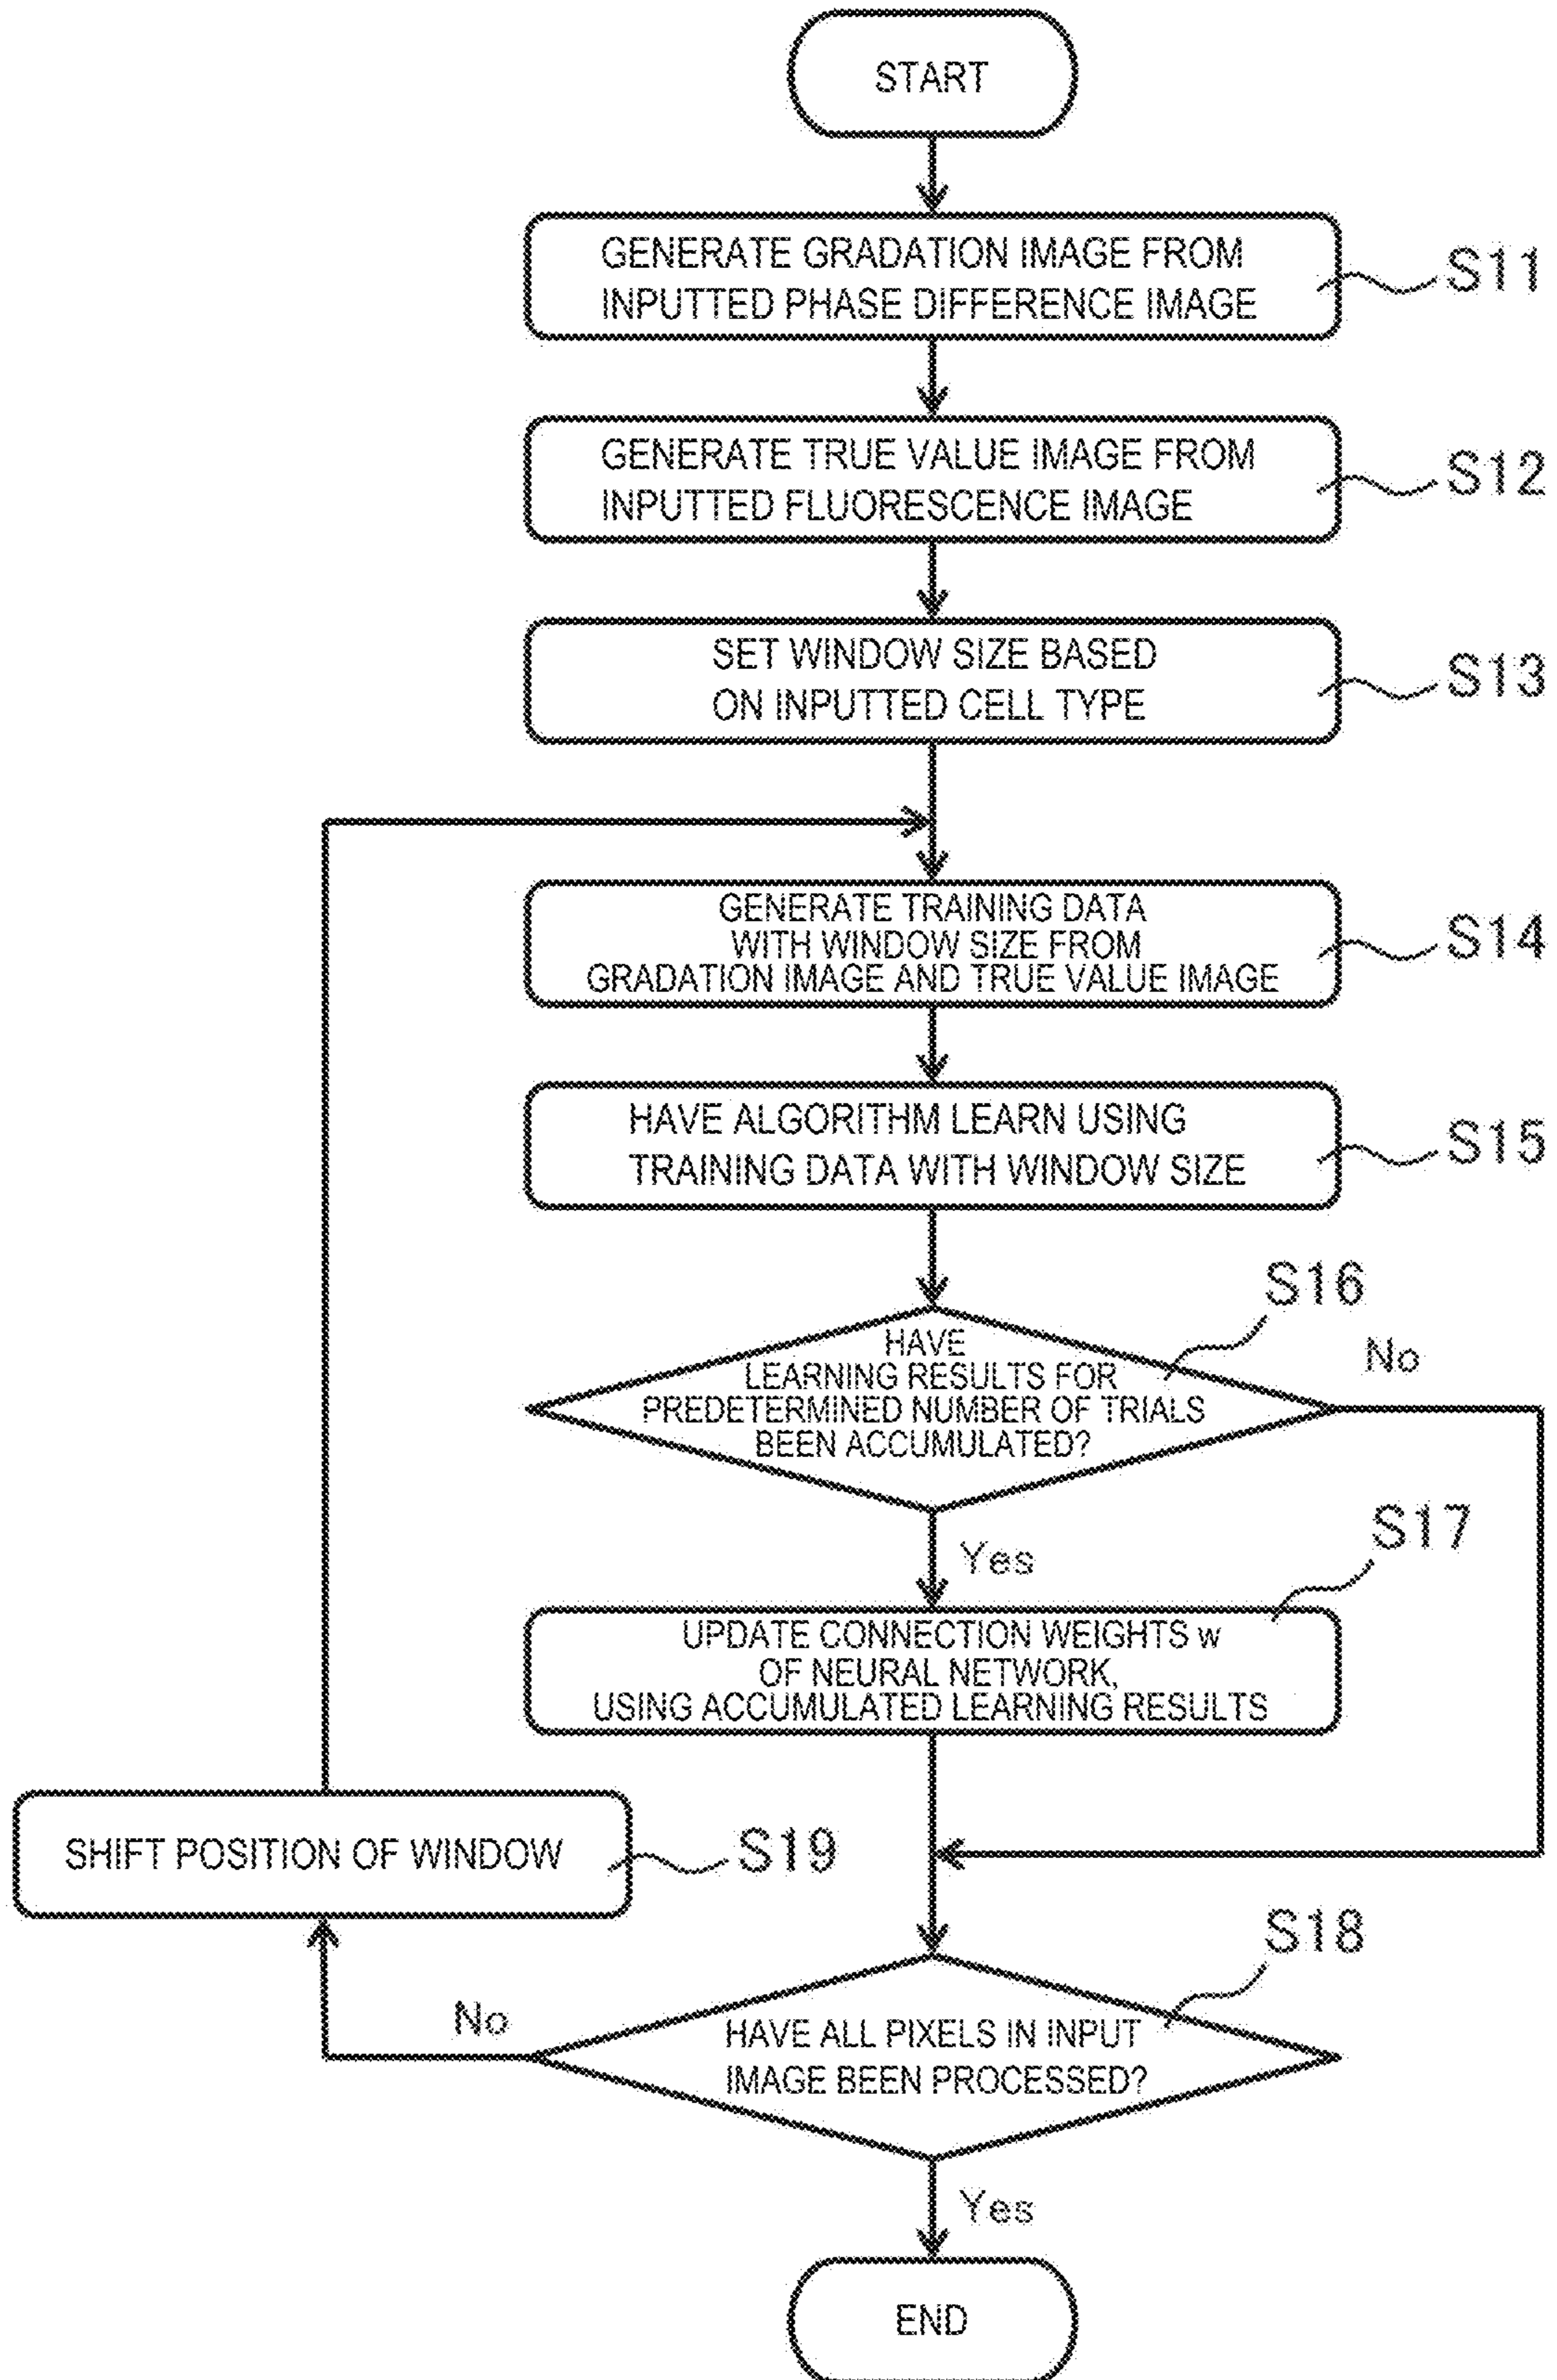 START
GENERATE GRADATION IMAGE FROM
INPUTTED PHASE DIFFERENCE IMAGE
S11
GENERATE TRUE VALUE IMAGE FROM
INPUTTED FLUORESCENCE IMAGE
S12
SET WINDOW SIZE BASED
ON INPUTTED CELL TYPE
S13
GENERATE TRAINING DATA
WITH WINDOW SIZE FROM
GRADATION IMAGE AND TRUE VALUE IMAGE
S14
HAVE ALGORITHM LEARN USING
TRAINING DATA WITH WINDOW SIZE
S15
S16
HAVE
LEARNING RESULTS FOR
PREDETERMINED NUMBER OF TRIALS
BEEN ACCUMULATED?
No
Yes
S17
UPDATE CONNECTION WEIGHTS w
OF NEURAL NETWORK,
USING ACCUMULATED LEARNING RESULTS
SHIFT POSITION OF WINDOW
S19
S18
No
HAVE ALL PIXELS IN INPUT
IMAGE BEEN PROCESSED?
Yes
END